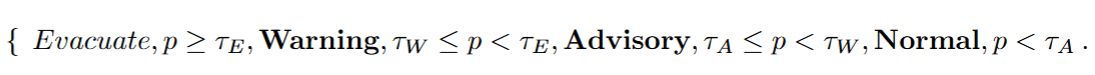 { Evacuate, p ≥ τ_E, Warning, τ_W ≤ p < τ_E, Advisory, τ_A ≤ p < τ_W, Normal, p < τ_A .